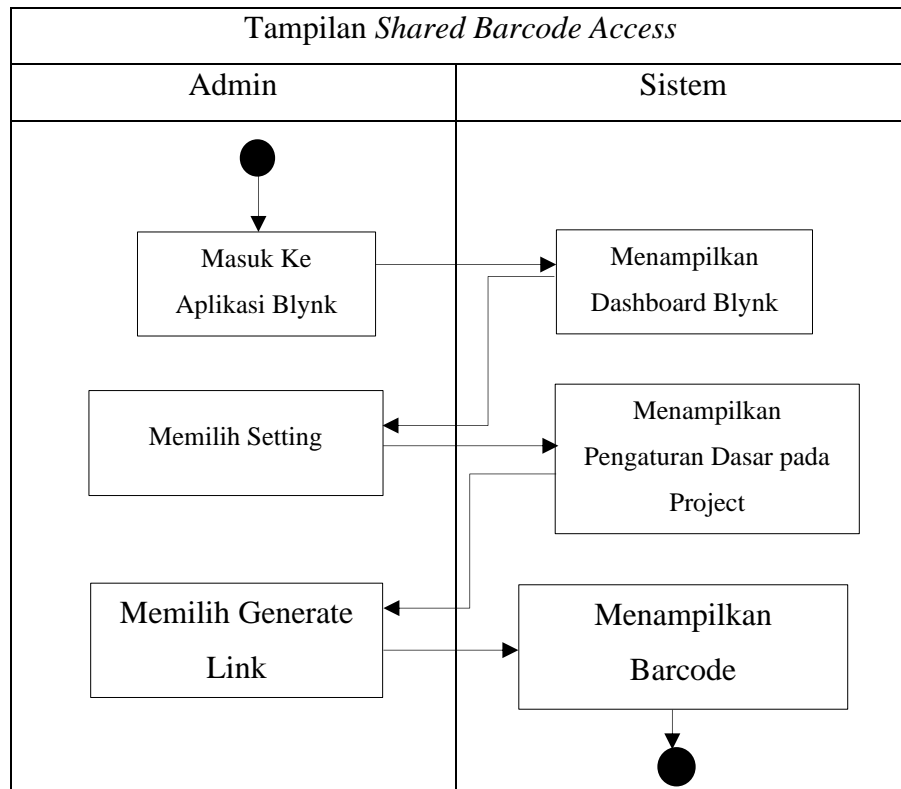 Tampilan Shared Barcode Access
Admin
Sistem
Masuk Ke
Aplikasi Blynk
Menampilkan
Dashboard Blynk
Memilih Setting
Menampilkan
Pengaturan Dasar pada
Project
Memilih Generate
Link
Menampilkan
Barcode